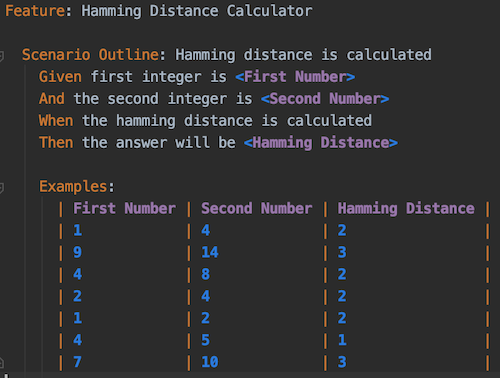 Feature: Hamming Distance Calculator
Scenario Outline: Hamming distance is calculated
Given first integer is <First Number>
And the second integer is <Second Number>
When the hamming distance is calculated
Then the answer will be <Hamming Distance>
Examples:
| First Number | Second Number | Hamming Distance |
| 1 | 4 | 2 |
| 9 | 14 | 3 |
| 4 | 8 | 2 |
| 2 | 4 | 2 |
| 1 | 2 | 2 |
| 4 | 5 | 1 |
| 7 | 10 | 3 |